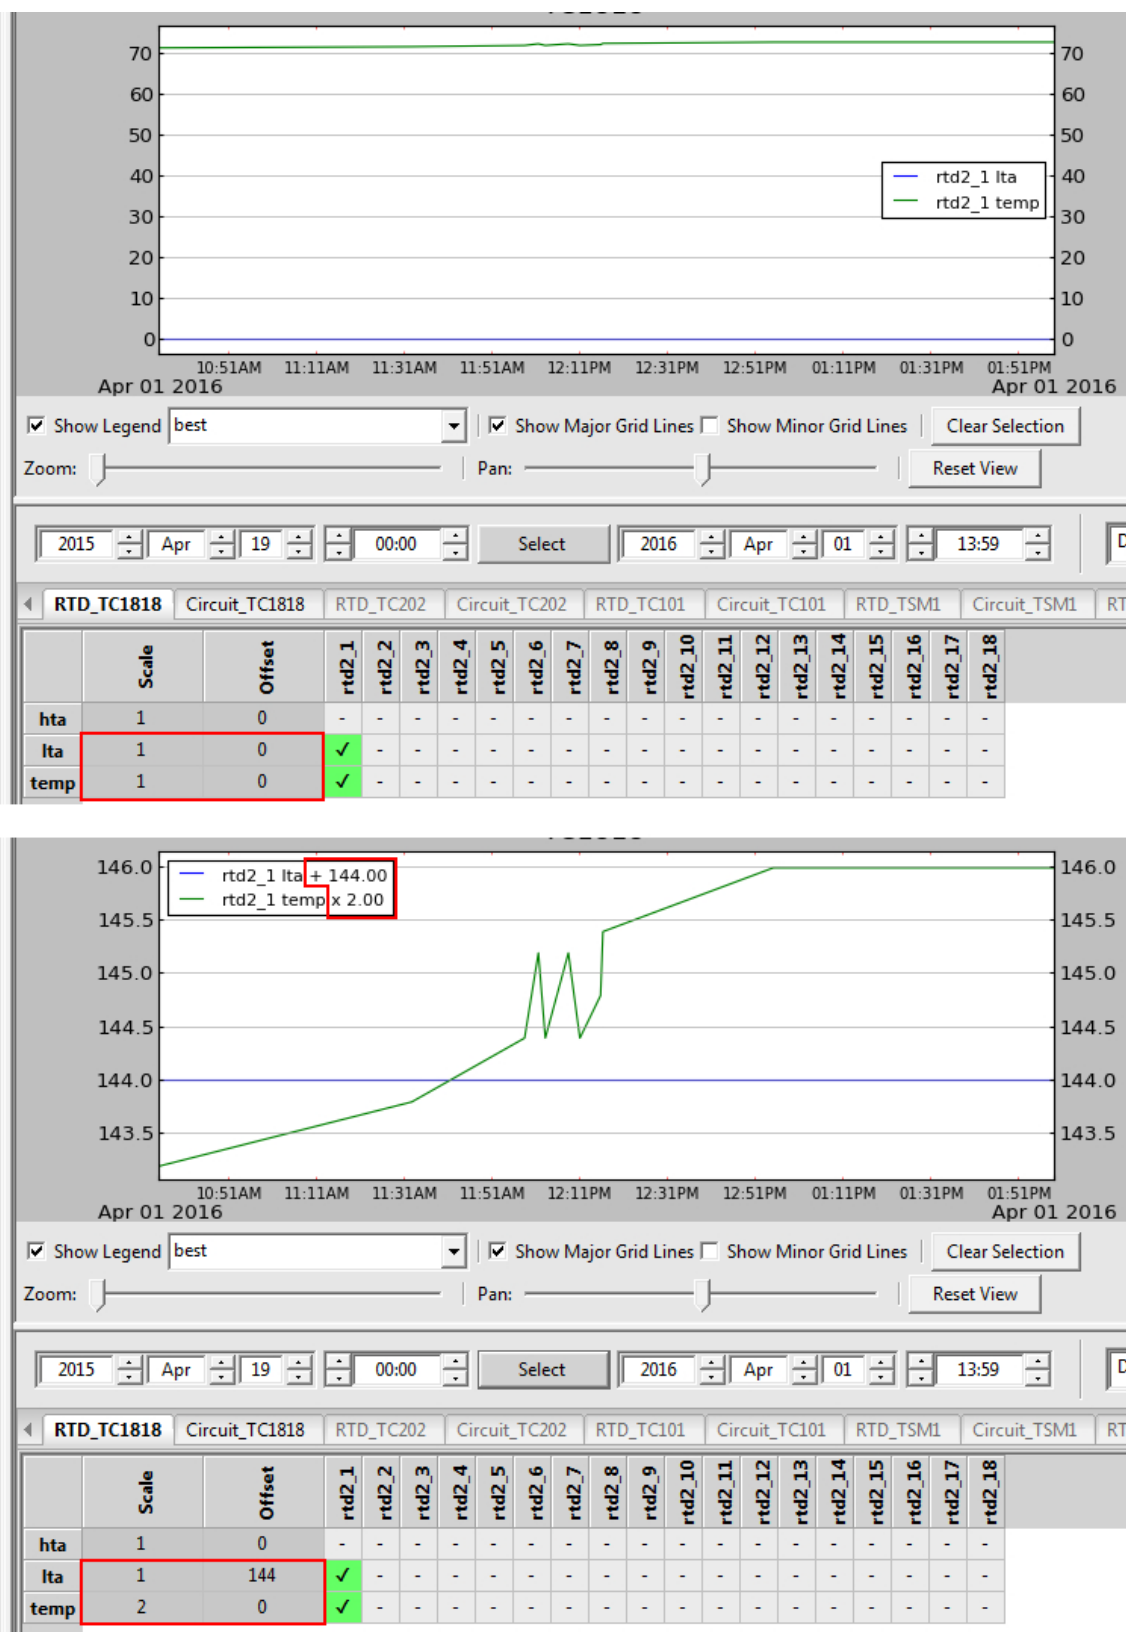 70 70
60 60
50 50
40 40
rtd2_1 lta
rtd2_1 temp
30 30
20 20
10 10
0 0
10:51AM 11:11AM 11:31AM 11:51AM 12:11PM 12:31PM 12:51PM 01:11PM 01:31PM 01:51PM
Apr 01 2016 Apr 01 2016
Show Legend best Show Major Grid Lines Show Minor Grid Lines Clear Selection
Zoom: Pan: Reset View
2015 Apr 19 00:00 Select 2016 Apr 01 13:59 D
RTD_TC1818 Circuit_TC1818 RTD_TC202 Circuit_TC202 RTD_TC101 Circuit_TC101 RTD_TSM1 Circuit_TSM1 RT
Scale Offset rtd2_1 rtd2_2 rtd2_3 rtd2_4 rtd2_5 rtd2_6 rtd2_7 rtd2_8 rtd2_9 rtd2_10 rtd2_11 rtd2_12 rtd2_13 rtd2_14 rtd2_15 rtd2_16 rtd2_17 rtd2_18
hta 1 0 - - - - - - - - - - - - - - - - - -
lta 1 0 ✓ - - - - - - - - - - - - - - - - -
temp 1 0 ✓ - - - - - - - - - - - - - - - - -
146.0 146.0
rtd2_1 lta + 144.00
rtd2_1 temp x 2.00
145.5 145.5
145.0 145.0
144.5 144.5
144.0 144.0
143.5 143.5
10:51AM 11:11AM 11:31AM 11:51AM 12:11PM 12:31PM 12:51PM 01:11PM 01:31PM 01:51PM
Apr 01 2016 Apr 01 2016
Show Legend best Show Major Grid Lines Show Minor Grid Lines Clear Selection
Zoom: Pan: Reset View
2015 Apr 19 00:00 Select 2016 Apr 01 13:59 D
RTD_TC1818 Circuit_TC1818 RTD_TC202 Circuit_TC202 RTD_TC101 Circuit_TC101 RTD_TSM1 Circuit_TSM1 RT
Scale Offset rtd2_1 rtd2_2 rtd2_3 rtd2_4 rtd2_5 rtd2_6 rtd2_7 rtd2_8 rtd2_9 rtd2_10 rtd2_11 rtd2_12 rtd2_13 rtd2_14 rtd2_15 rtd2_16 rtd2_17 rtd2_18
hta 1 0 - - - - - - - - - - - - - - - - - -
lta 1 144 ✓ - - - - - - - - - - - - - - - - -
temp 2 0 ✓ - - - - - - - - - - - - - - - - -